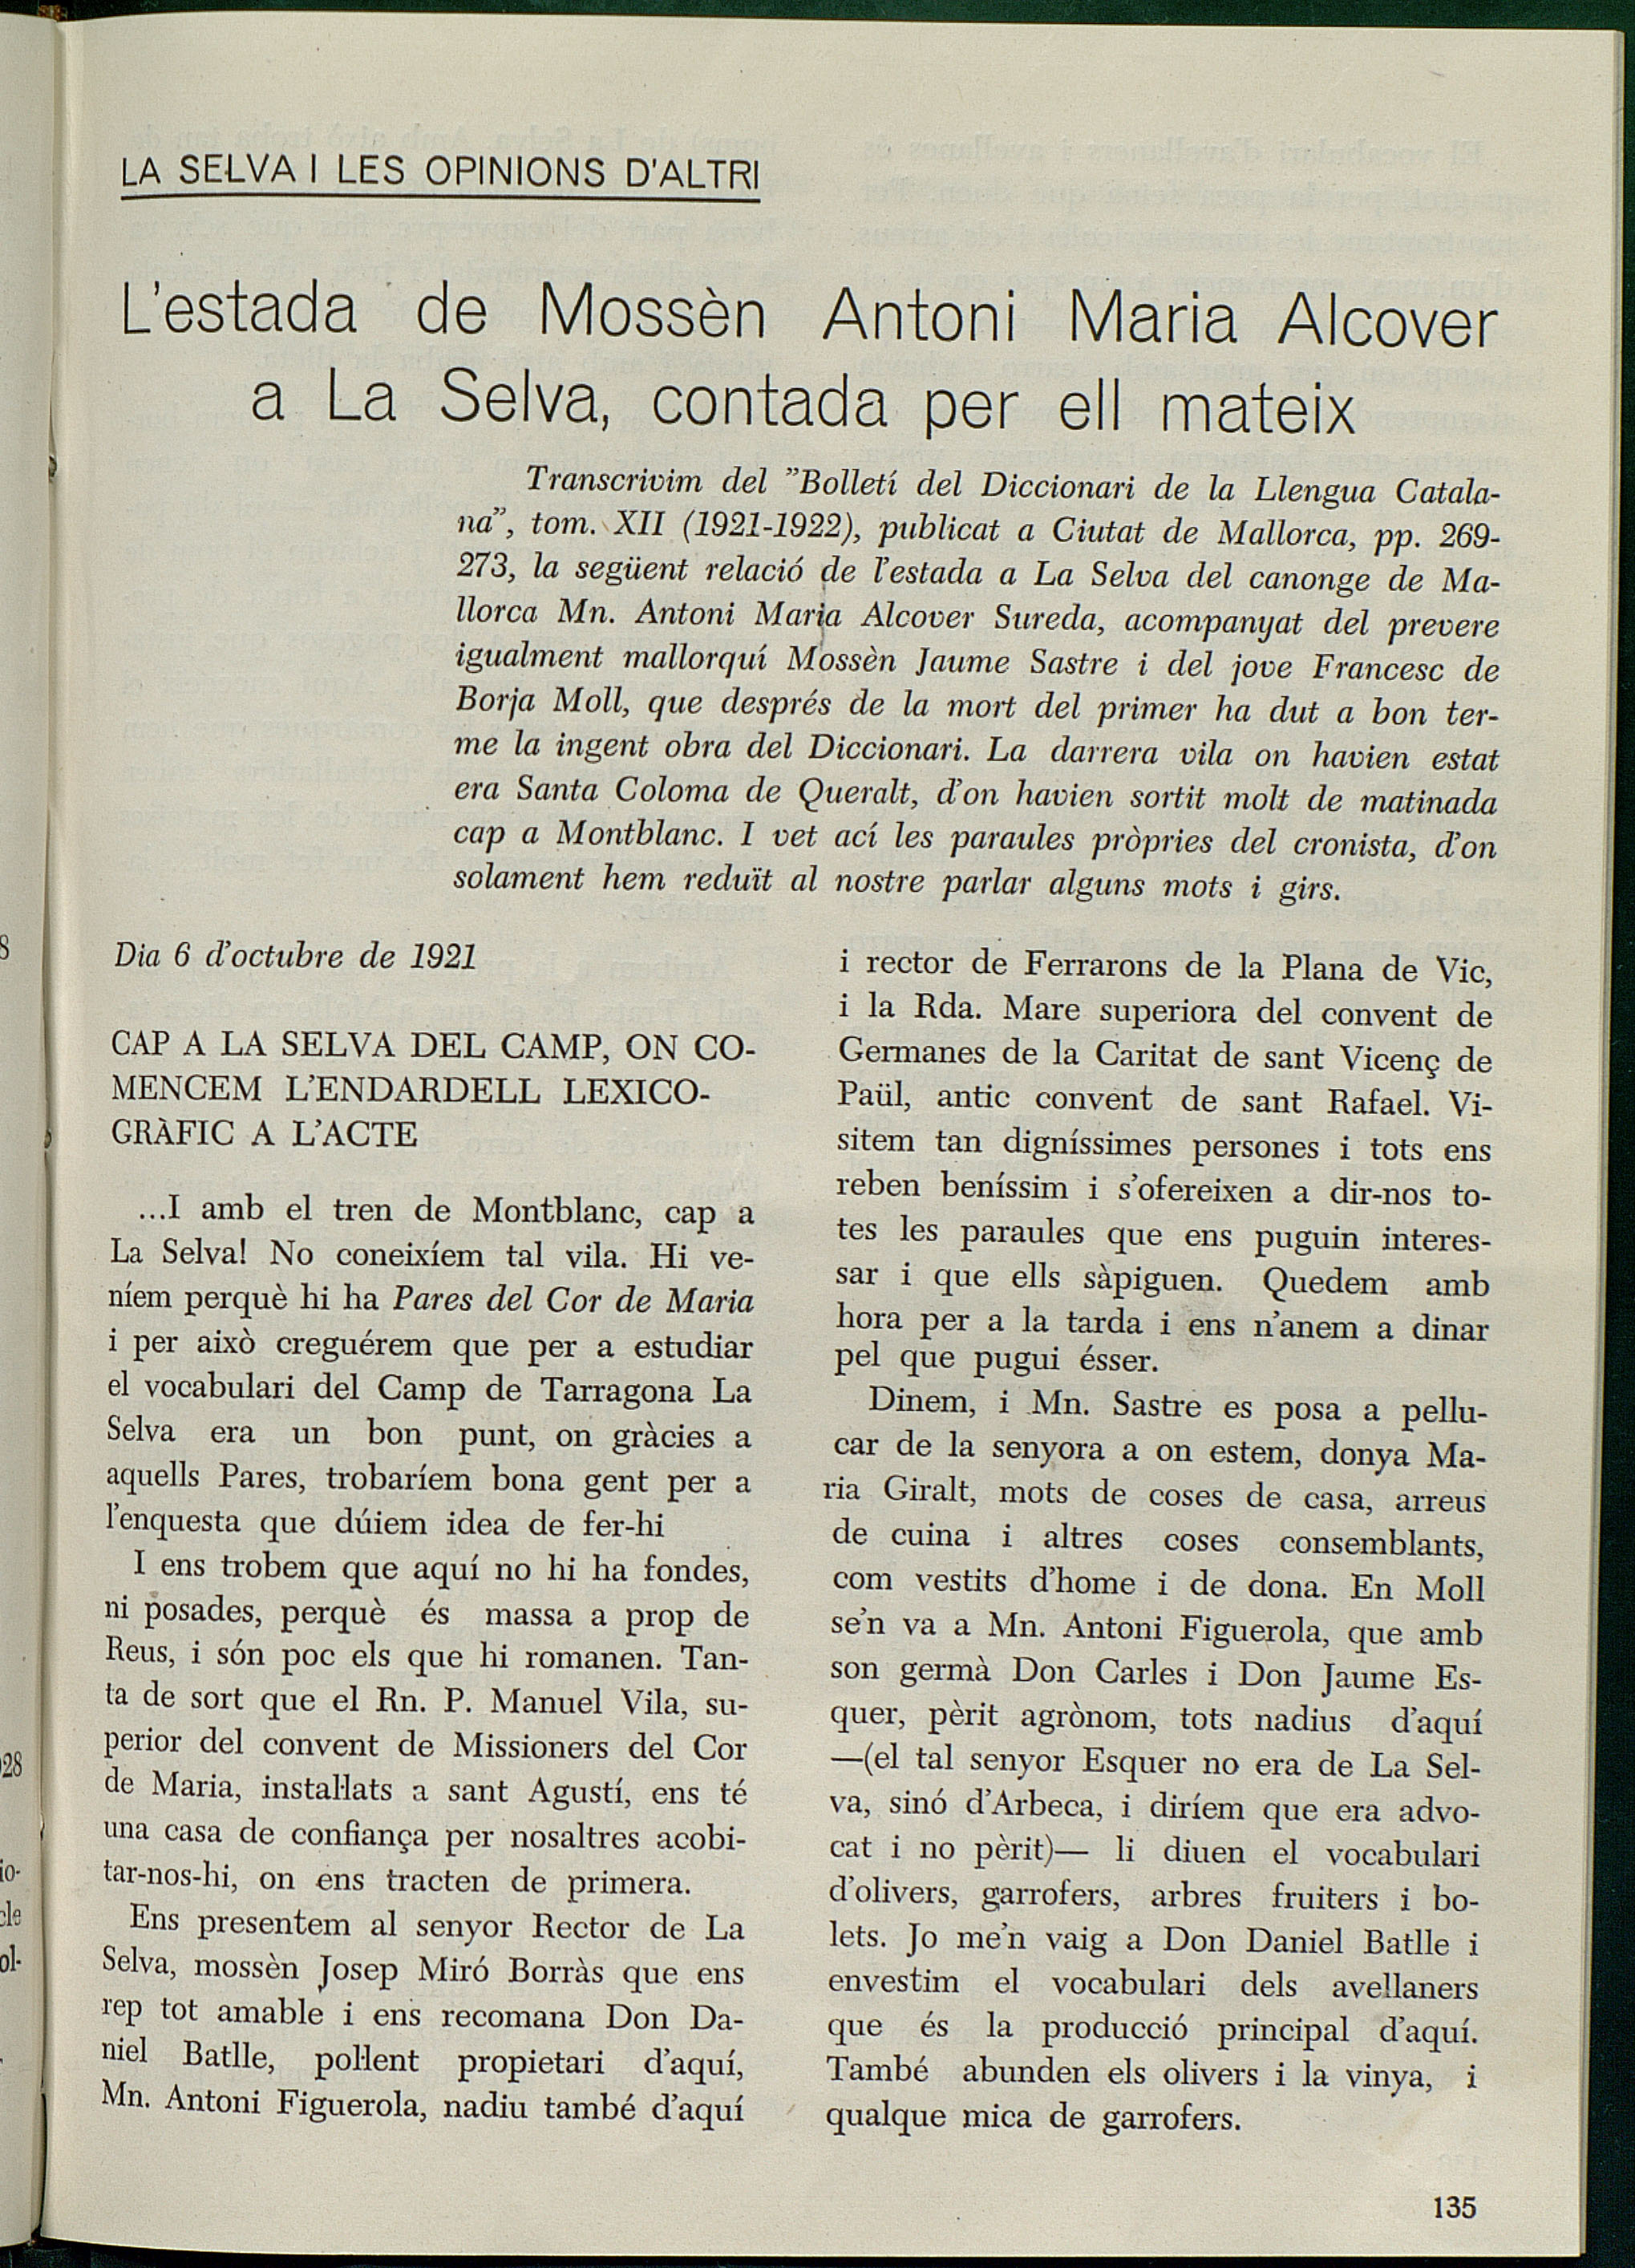 LA SELVA I LES OPINIONS D'ALTRI
L'estada de Mossèn Antoni Maria Alcover
a La Selva, contada per ell mateix
Transcrivim del "Bolletí del Diccionari de la Llengua Catala-
na", tom. XII (1921-1922), publicat a Ciutat de Mallorca, pp. 269-
273, la següent relació de l'estada a La Selva del canonge de Ma-
llorca Mn. Antoni Maria Alcover Sureda, acompanyat del prevere
igualment mallorquí Mossèn Jaume Sastre i del jove Francesc de
Borja Moll, que després de la mort del primer ha dut a bon ter-
me la ingent obra del Diccionari. La darrera vila on havien estat
era Santa Coloma de Queralt, d'on havien sortit molt de matinada
cap a Montblanc. I vet ací les paraules pròpries del cronista, d'on
solament hem reduït al nostre parlar alguns mots i girs.
Dia 6 d'octubre de 1921
CAP A LA SELVA DEL CAMP, ON CO-
MENCEM L'ENDARDELL LEXICO-
GRÀFIC A L'ACTE
...I amb el tren de Montblanc, cap a
La Selva! No coneixíem tal vila. Hi ve-
níem perquè hi ha Pares del Cor de Maria
i per això creguérem que per a estudiar
el vocabulari del Camp de Tarragona La
Selva era un bon punt, on gràcies a
aquells Pares, trobaríem bona gent per a
l'enquesta que dúiem idea de fer-hi
I ens trobem que aquí no hi ha fondes,
ni posades, perquè és massa a prop de
Reus, i són poc els que hi romanen. Tan-
ta de sort que el Rn. P. Manuel Vila, su-
perior del convent de Missioners del Cor
de Maria, instal·lats a sant Agustí, ens té
una casa de confiança per nosaltres acobi-
tar-nos-hi, on ens tracten de primera.
Ens presentem al senyor Rector de La
Selva, mossèn Josep Miró Borràs que ens
rep tot amable i ens recomana Don Da-
niel Batlle, pol·lent propietari d'aquí,
Mn. Antoni Figuerola, nadiu també d'aquí
i rector de Ferrarons de la Plana de Vic,
i la Rda. Mare superiora del convent de
Germanes de la Caritat de sant Vicenç de
Paül, antic convent de sant Rafael. Vi-
sitem tan digníssimes persones i tots ens
reben beníssim i s'ofereixen a dir-nos to-
tes les paraules que ens puguin interes-
sar i que ells sàpiguen. Quedem amb
hora per a la tarda i ens n'anem a dinar
pel que pugui ésser.
Dinem, i Mn. Sastre es posa a pellu-
car de la senyora a on estem, donya Ma-
ria Giralt, mots de coses de casa, arreus
de cuina i altres coses consemblants,
com vestits d'home i de dona. En Moll
se'n va a Mn. Antoni Figuerola, que amb
son germà Don Carles i Don Jaume Es-
quer, pèrit agrònom, tots nadius d'aquí
—(el tal senyor Esquer no era de La Sel-
va, sinó d'Arbeca, i diríem que era advo-
cat i no pèrit)— li diuen el vocabulari
d'olivers, garrofers, arbres fruiters i bo-
lets. Jo me'n vaig a Don Daniel Batlle i
envestim el vocabulari dels avellaners
que és la producció principal d'aquí.
També abunden els olivers i la vinya, i
qualque mica de garrofers.
135